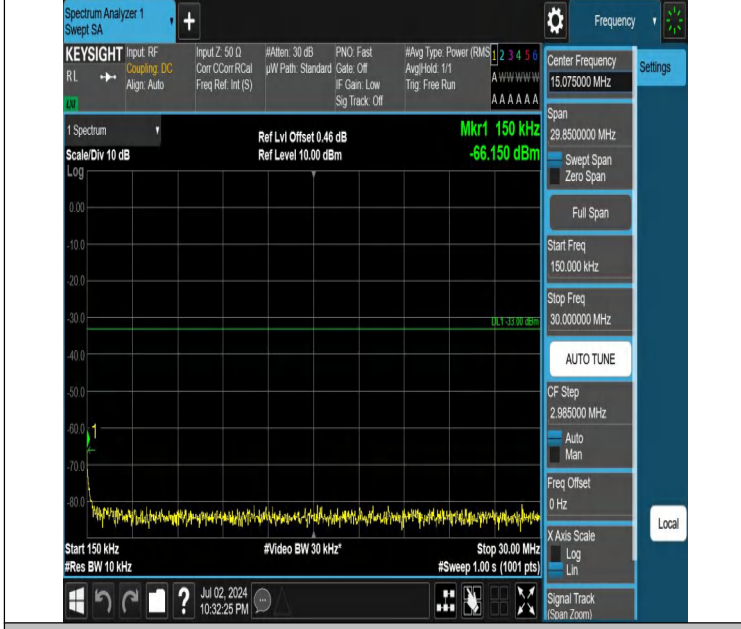 Spectrum Analyzer 1
Swept SA
Frequency
KEYSIGHT
RL
LXI
Input: RF
Coupling: DC
Align: Auto
Input Z: 50 Ω
Corr CCorr RCal
Freq Ref: Int (S)
#Atten: 30 dB
µW Path: Standard
PNO: Fast
Gate: Off
IF Gain: Low
Sig Track: Off
#Avg Type: Power (RMS
Avg|Hold: 1/1
Trig: Free Run
1 2 3 4 5 6
A W W W W W
A A A A A A
1 Spectrum
Scale/Div 10 dB
Log
Ref Lvl Offset 0.46 dB
Ref Level 10.00 dBm
Mkr1 150 kHz
-66.150 dBm
0.00
-10.0
-20.0
-30.0
DL1 -33.00 dBm
-40.0
-50.0
-60.0
1
-70.0
-80.0
Start 150 kHz
#Res BW 10 kHz
#Video BW 30 kHz*
Stop 30.00 MHz
#Sweep 1.00 s (1001 pts)
?
Jul 02, 2024
10:32:25 PM
Center Frequency
15.075000 MHz
Span
29.8500000 MHz
Swept Span
Zero Span
Full Span
Start Freq
150.000 kHz
Stop Freq
30.000000 MHz
AUTO TUNE
CF Step
2.985000 MHz
Auto
Man
Freq Offset
0 Hz
X Axis Scale
Log
Lin
Signal Track
(Span Zoom)
Settings
Local